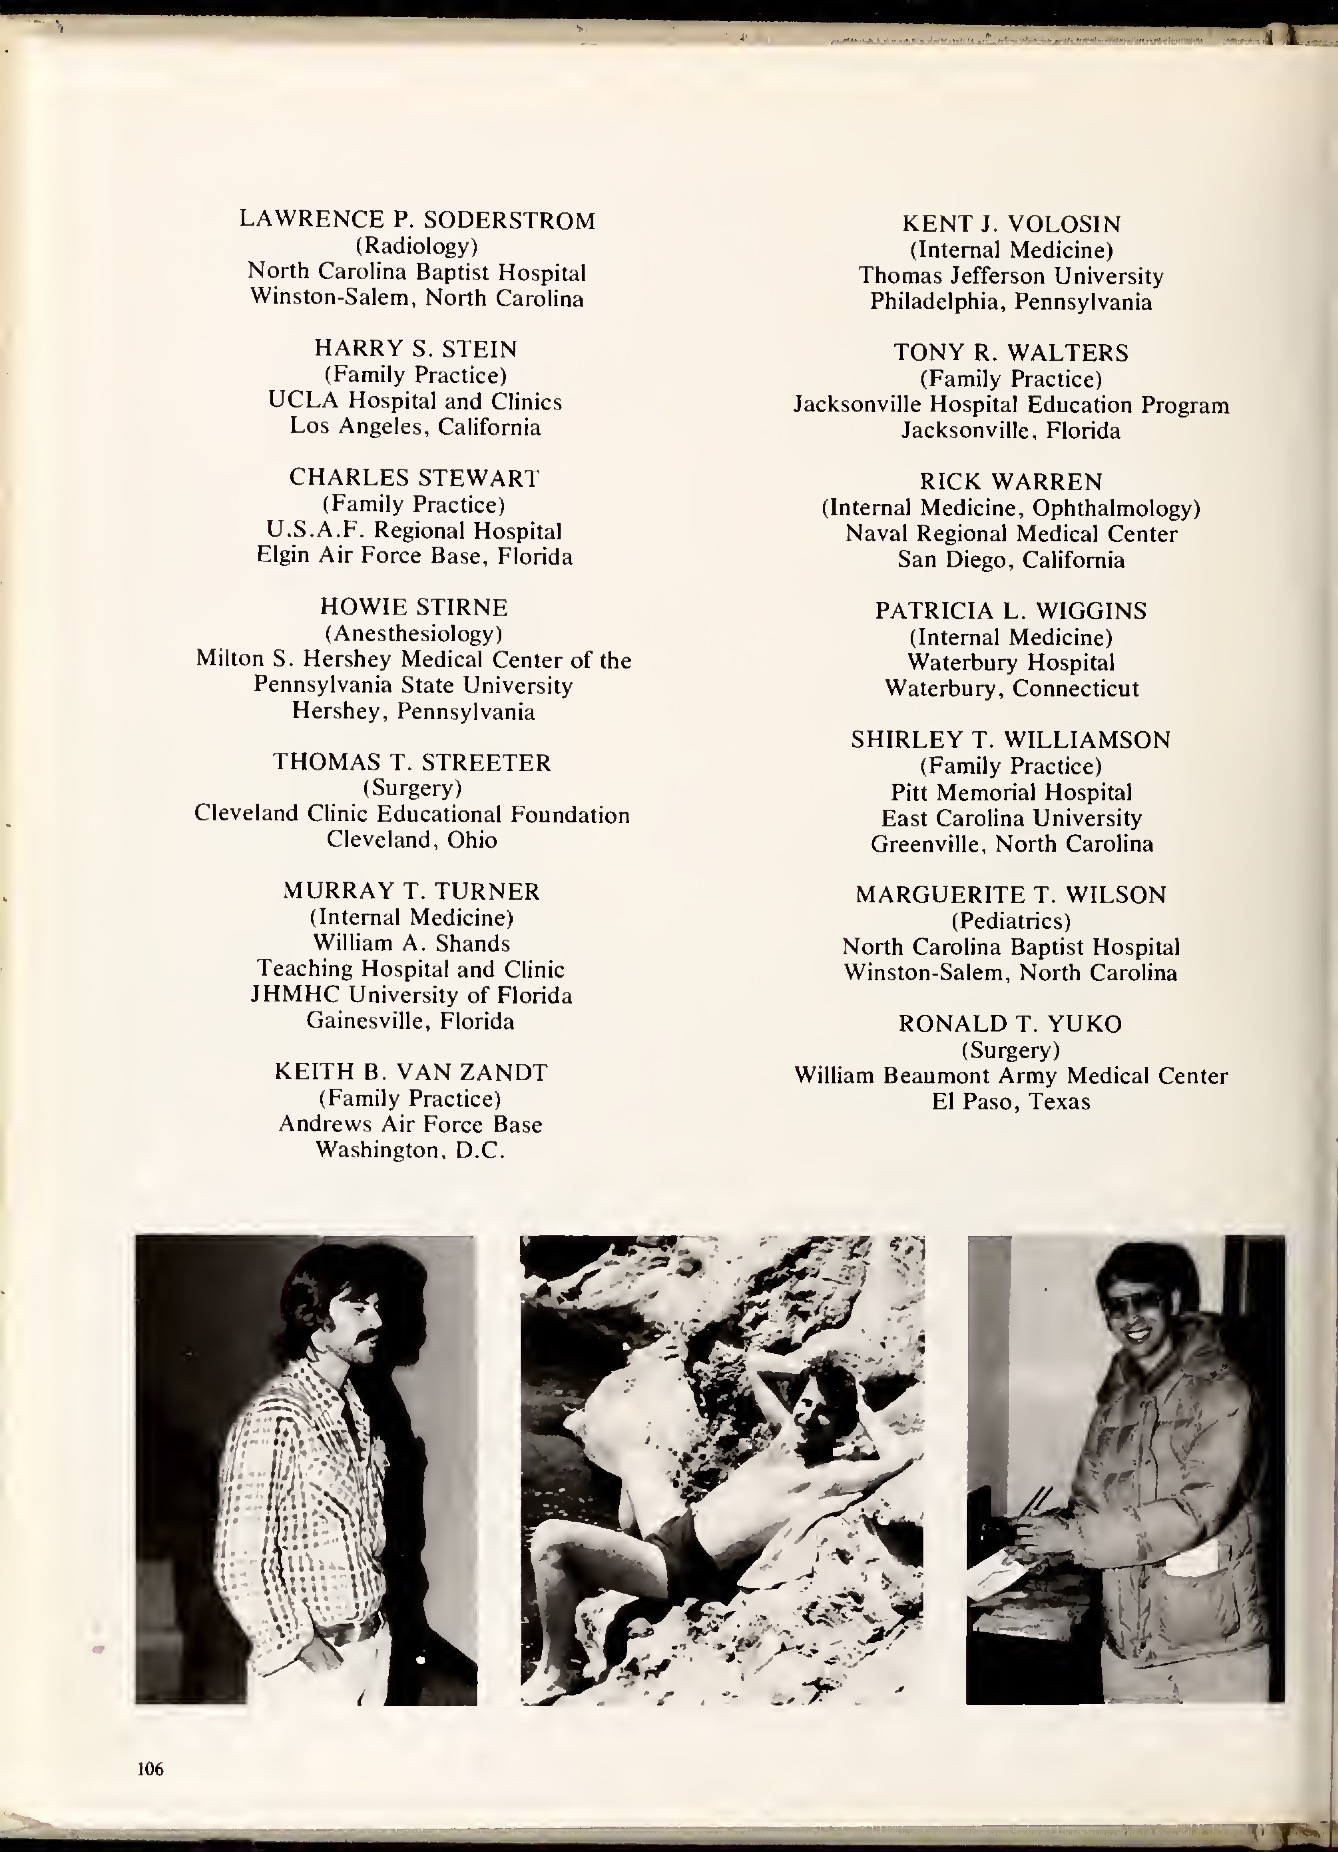 LAWRENCE P. SODERSTROM
(Radiology)
North Carolina Baptist Hospital
Winston-Salem, North Carolina
HARRY S. STEIN
(Family Practice)
UCLA Hospital and Clinics
Los Angeles, California
CHARLES STEWART
(Family Practice)
U.S.A.F. Regional Hospital
Elgin Air Force Base, Florida
HOWIE STIRNE
(Anesthesiology)
Milton S. Hershey Medical Center of the
Pennsylvania State University
Hershey, Pennsylvania
THOMAS T. STREETER
(Surgery)
Cleveland Clinic Educational Foundation
Cleveland, Ohio
MURRAY T. TURNER
(Internal Medicine)
William A. Shands
Teaching Hospital and Clinic
JHMHC University of Florida
Gainesville, Florida
KEITH B. VAN ZANDT
(Family Practice)
Andrews Air Force Base
Washington, D.C.
KENT J. VOLOSIN
(Internal Medicine)
Thomas Jefferson University
Philadelphia, Pennsylvania
TONY R. WALTERS
(Family Practice)
Jacksonville Hospital Education Program
Jacksonville, Florida
RICK WARREN
(Internal Medicine, Ophthalmology)
Naval Regional Medical Center
San Diego, California
PATRICIA L. WIGGINS
(Internal Medicine)
Waterbury Hospital
Waterbury, Connecticut
SHIRLEY T. WILLIAMSON
(Family Practice)
Pitt Memorial Hospital
East Carolina University
Greenville, North Carolina
MARGUERITE T. WILSON
(Pediatrics)
North Carolina Baptist Hospital
Winston-Salem, North Carolina
RONALD T. YUKO
(Surgery)
William Beaumont Army Medical Center
El Paso, Texas
106